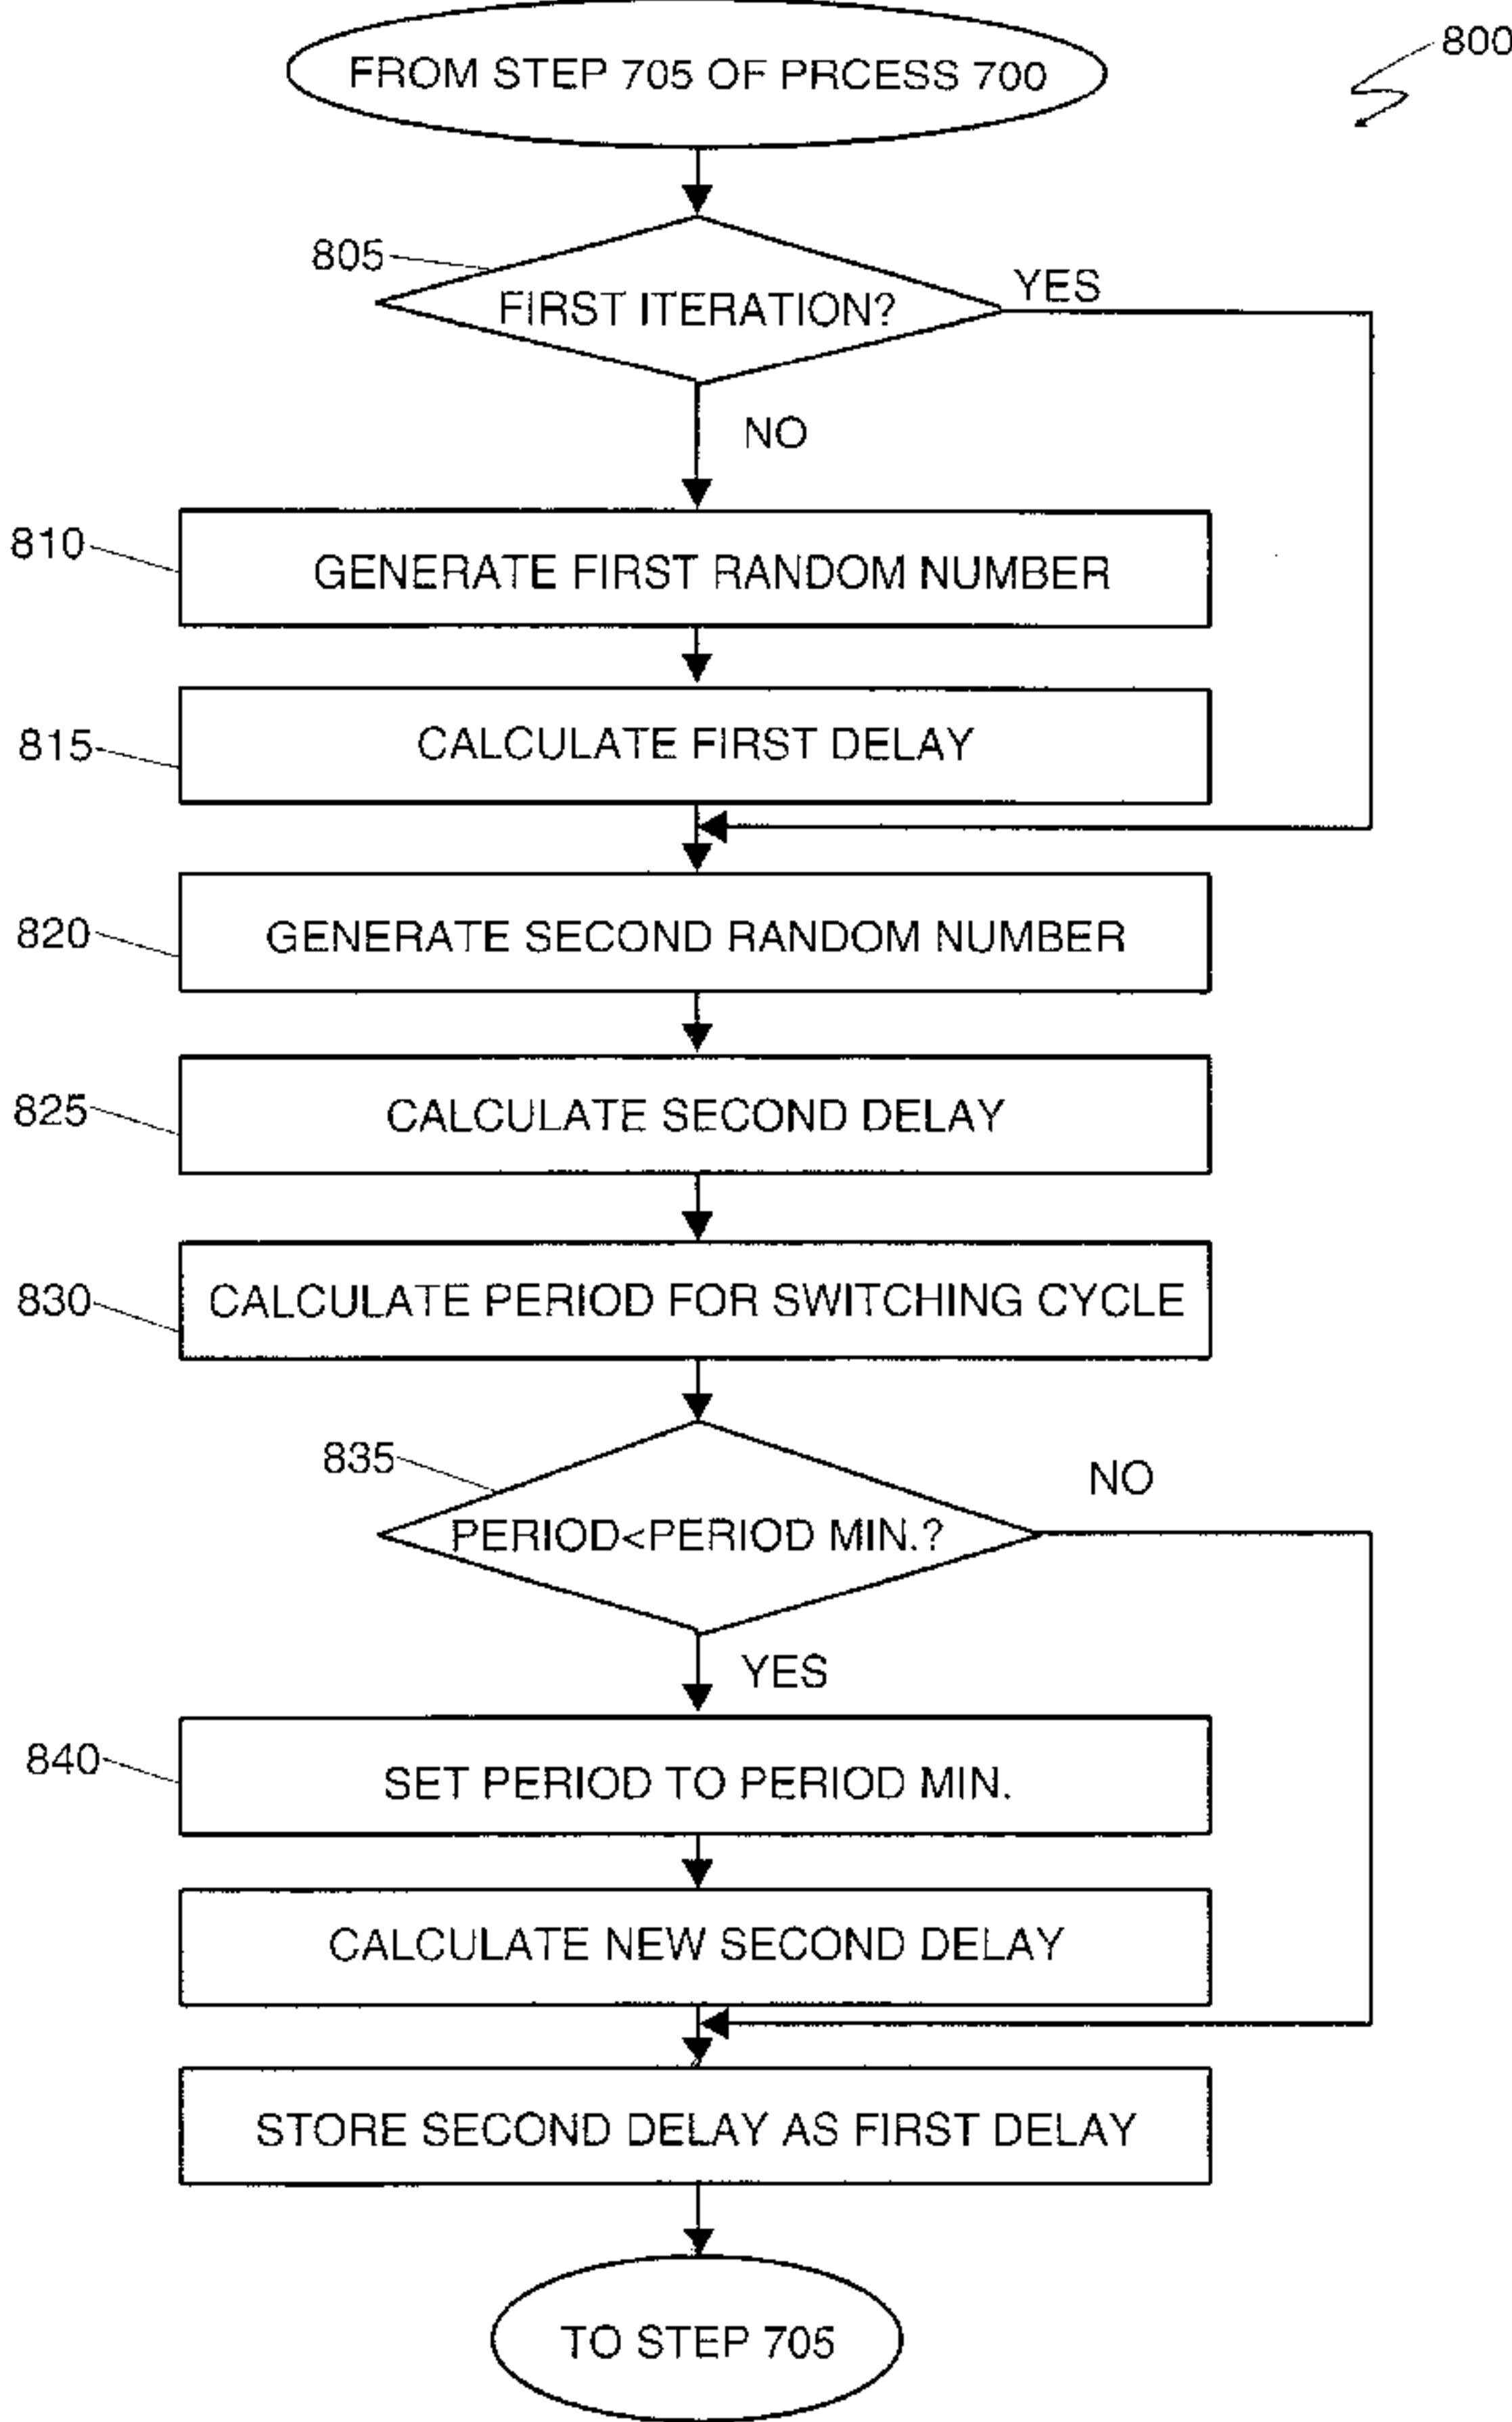 FROM STEP 705 OF PRCESS 700
800
805
FIRST ITERATION?
YES
NO
810
GENERATE FIRST RANDOM NUMBER
815
CALCULATE FIRST DELAY
820
GENERATE SECOND RANDOM NUMBER
825
CALCULATE SECOND DELAY
830
CALCULATE PERIOD FOR SWITCHING CYCLE
835
NO
PERIOD<PERIOD MIN.?
YES
840
SET PERIOD TO PERIOD MIN.
CALCULATE NEW SECOND DELAY
STORE SECOND DELAY AS FIRST DELAY
TO STEP 705